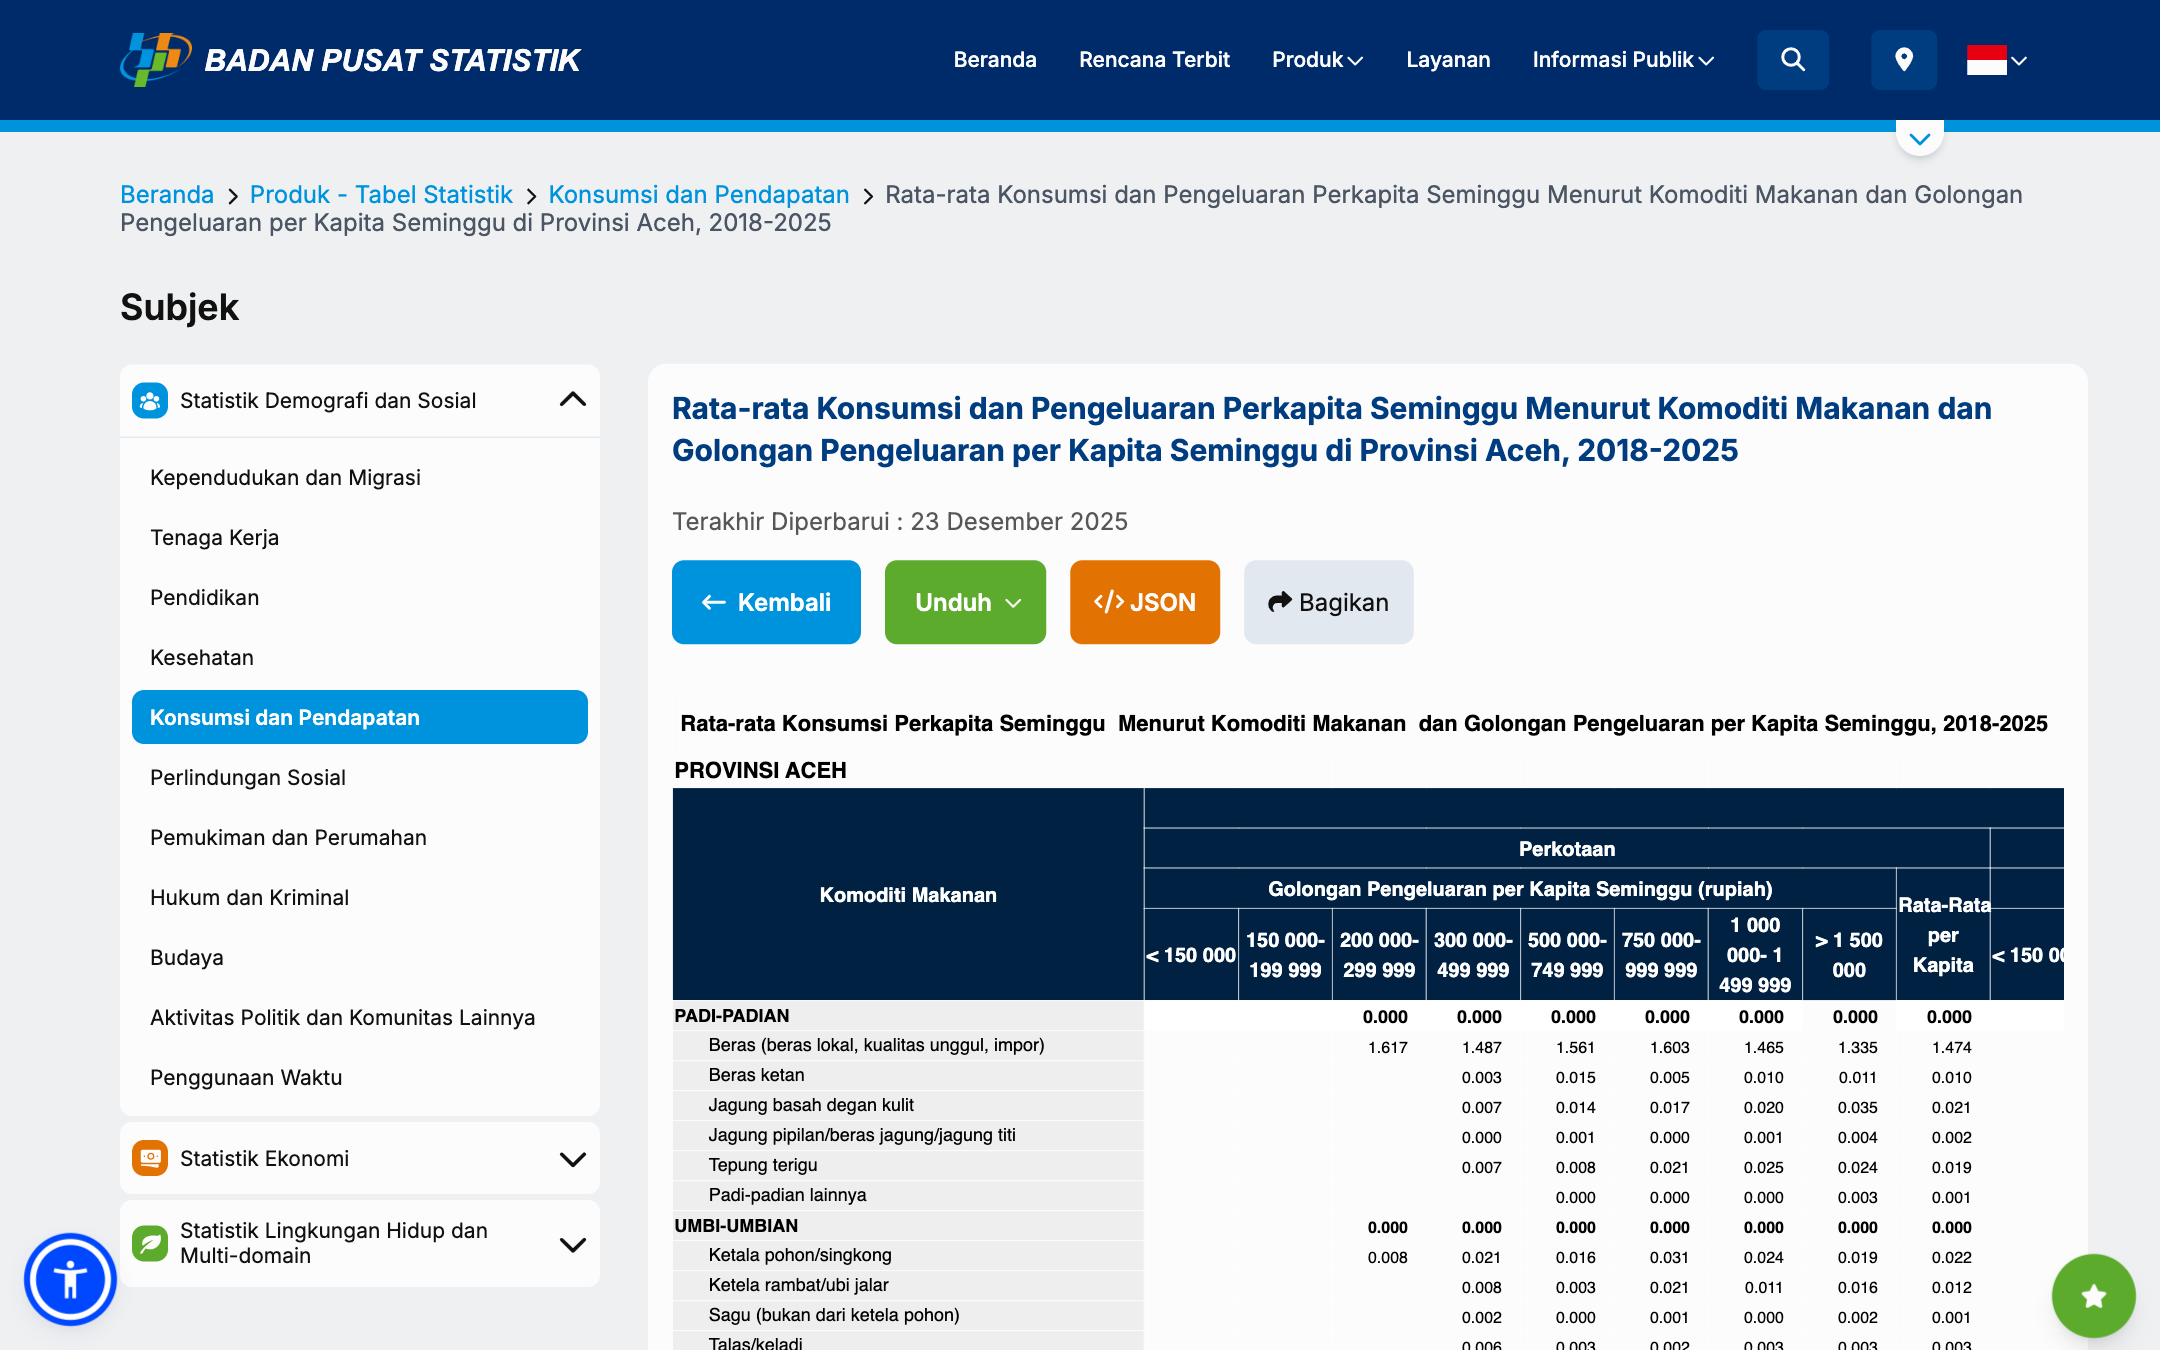 BADAN PUSAT STATISTIK
Beranda Rencana Terbit Produk Layanan Informasi Publik
Beranda > Produk - Tabel Statistik > Konsumsi dan Pendapatan > Rata-rata Konsumsi dan Pengeluaran Perkapita Seminggu Menurut Komoditi Makanan dan Golongan
Pengeluaran per Kapita Seminggu di Provinsi Aceh, 2018-2025
Subjek
Statistik Demografi dan Sosial
Kependudukan dan Migrasi
Tenaga Kerja
Pendidikan
Kesehatan
Konsumsi dan Pendapatan
Perlindungan Sosial
Pemukiman dan Perumahan
Hukum dan Kriminal
Budaya
Aktivitas Politik dan Komunitas Lainnya
Penggunaan Waktu
Statistik Ekonomi
Statistik Lingkungan Hidup dan
Multi-domain
Rata-rata Konsumsi dan Pengeluaran Perkapita Seminggu Menurut Komoditi Makanan dan
Golongan Pengeluaran per Kapita Seminggu di Provinsi Aceh, 2018-2025
Terakhir Diperbarui : 23 Desember 2025
Kembali Unduh </> JSON Bagikan
Rata-rata Konsumsi Perkapita Seminggu Menurut Komoditi Makanan dan Golongan Pengeluaran per Kapita Seminggu, 2018-2025
PROVINSI ACEH
Komoditi Makanan
Perkotaan
Golongan Pengeluaran per Kapita Seminggu (rupiah)
< 150 000
150 000-
199 999
200 000-
299 999
300 000-
499 999
500 000-
749 999
750 000-
999 999
1 000
000- 1
499 999
> 1 500
000
Rata-Rata
per
Kapita
< 150 00
PADI-PADIAN 0.000 0.000 0.000 0.000 0.000 0.000 0.000
Beras (beras lokal, kualitas unggul, impor) 1.617 1.487 1.561 1.603 1.465 1.335 1.474
Beras ketan 0.003 0.015 0.005 0.010 0.011 0.010
Jagung basah degan kulit 0.007 0.014 0.017 0.020 0.035 0.021
Jagung pipilan/beras jagung/jagung titi 0.000 0.001 0.000 0.001 0.004 0.002
Tepung terigu 0.007 0.008 0.021 0.025 0.024 0.019
Padi-padian lainnya 0.000 0.000 0.000 0.003 0.001
UMBI-UMBIAN 0.000 0.000 0.000 0.000 0.000 0.000 0.000
Ketala pohon/singkong 0.008 0.021 0.016 0.031 0.024 0.019 0.022
Ketela rambat/ubi jalar 0.008 0.003 0.021 0.011 0.016 0.012
Sagu (bukan dari ketela pohon) 0.002 0.000 0.001 0.000 0.002 0.001
Talas/keladi 0.006 0.003 0.002 0.003 0.003 0.003